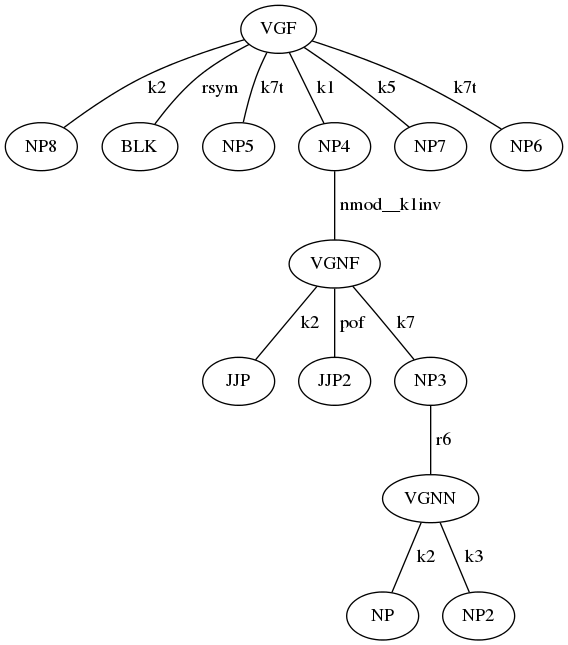 VGF
k2 rsym k7t k1 k5 k7t
NP8 BLK NP5 NP4 NP7 NP6
nmod__k1inv
VGNF
k2 pof k7
JJP JJP2 NP3
r6
VGNN
k2 k3
NP NP2